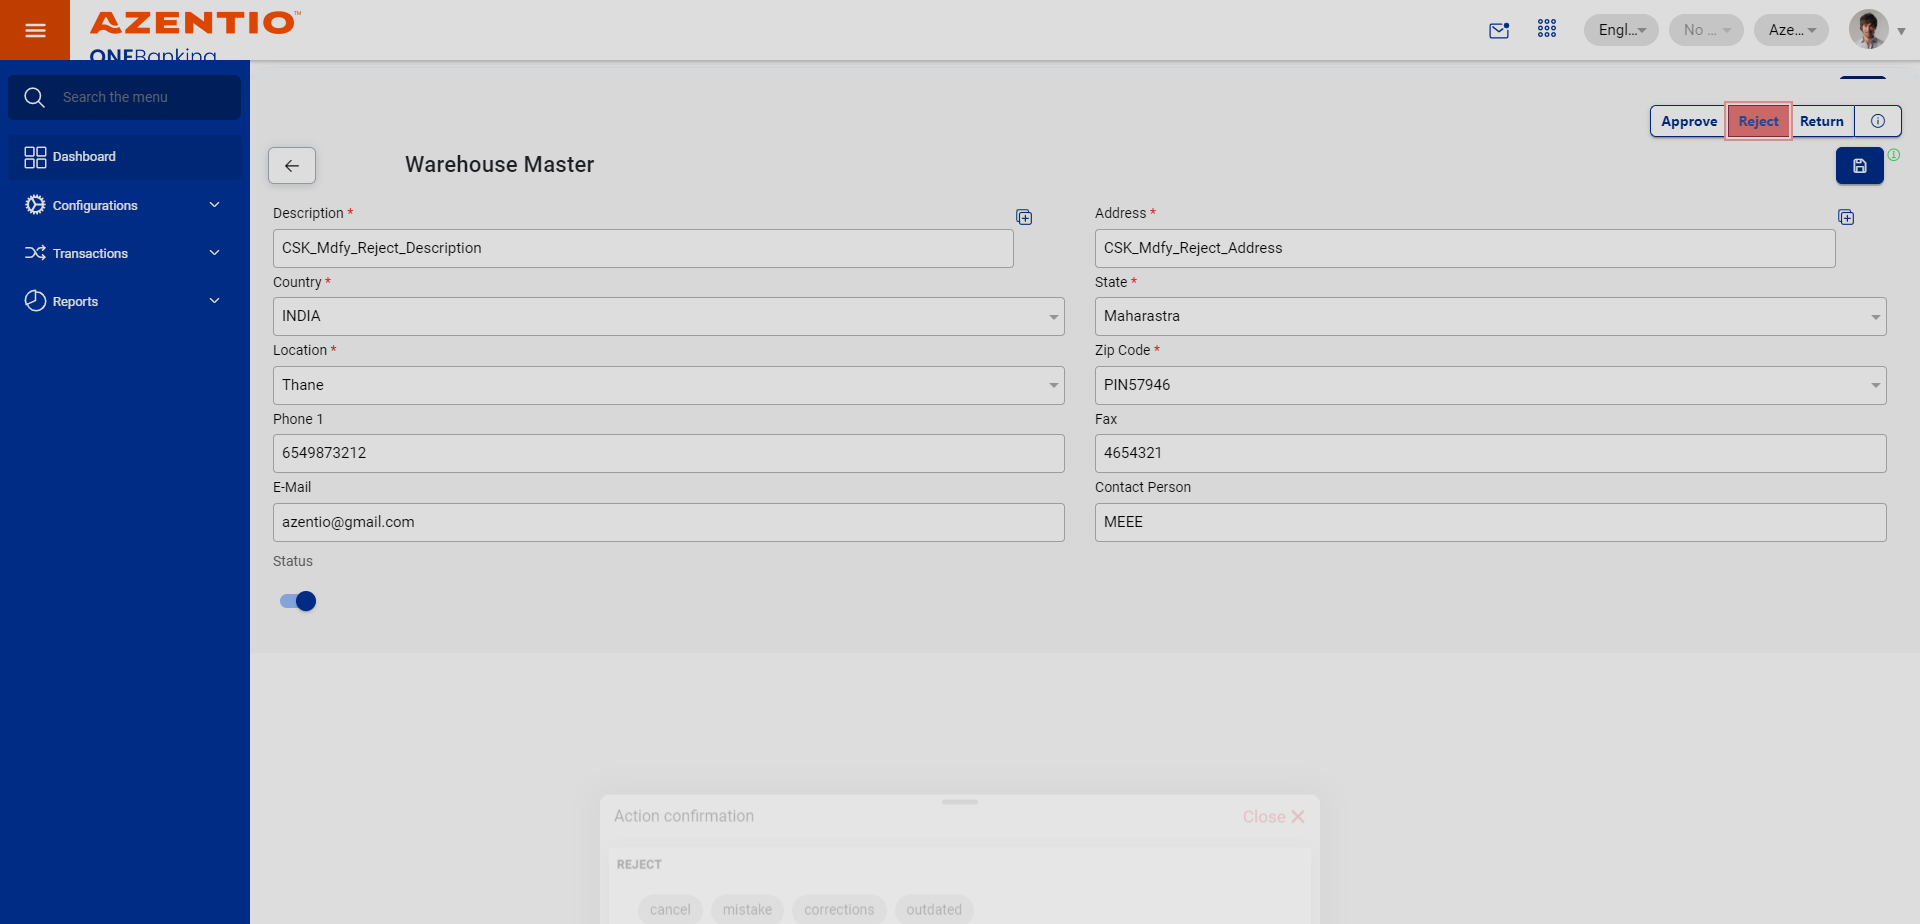 AZENTIO™
ONEBanking
Engl...
No ...
Aze...
Search the menu
Dashboard
Configurations
Transactions
Reports
Approve
Reject
Return
Warehouse Master
Description *
CSK_Mdfy_Reject_Description
Address *
CSK_Mdfy_Reject_Address
Country *
INDIA
State *
Maharastra
Location *
Thane
Zip Code *
PIN57946
Phone 1
6549873212
Fax
4654321
E-Mail
azentio@gmail.com
Contact Person
MEEE
Status
Action confirmation
Close
REJECT
cancel
mistake
corrections
outdated